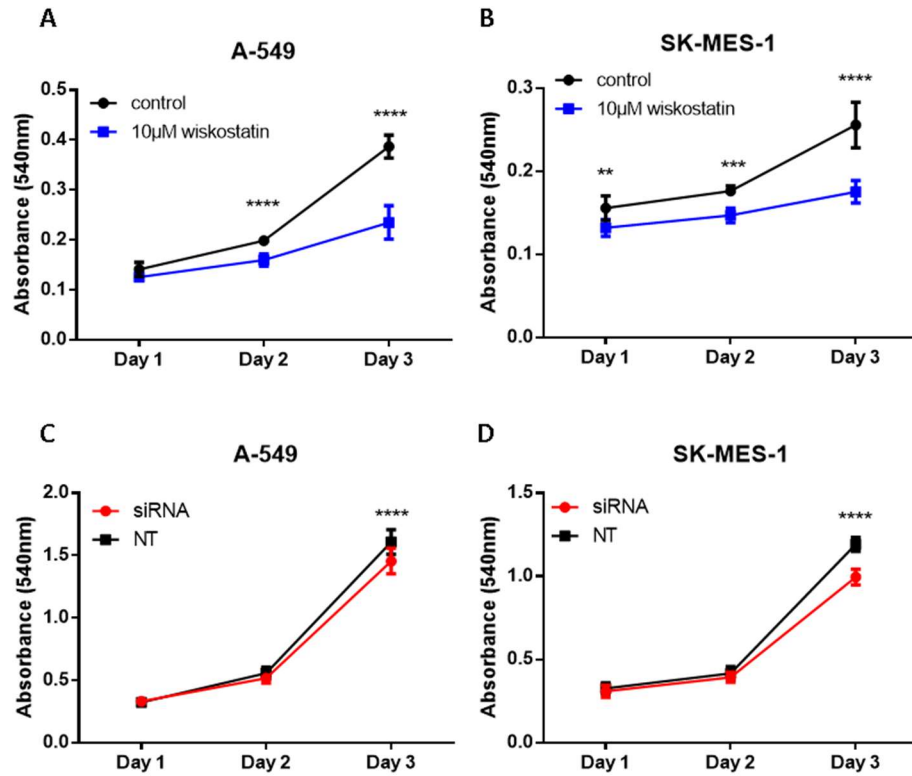 A
A-549
control
10µM wiskostatin
Absorbance (540nm)
0.5
0.4
0.3
0.2
0.1
0.0
****
****
Day 1 Day 2 Day 3
B
SK-MES-1
control
10µM wiskostatin
Absorbance (540nm)
0.3
0.2
0.1
0.0
**
***
****
Day 1 Day 2 Day 3
C
A-549
siRNA
NT
Absorbance (540nm)
2.0
1.5
1.0
0.5
0.0
****
Day 1 Day 2 Day 3
D
SK-MES-1
siRNA
NT
Absorbance (540nm)
1.5
1.0
0.5
0.0
****
Day 1 Day 2 Day 3